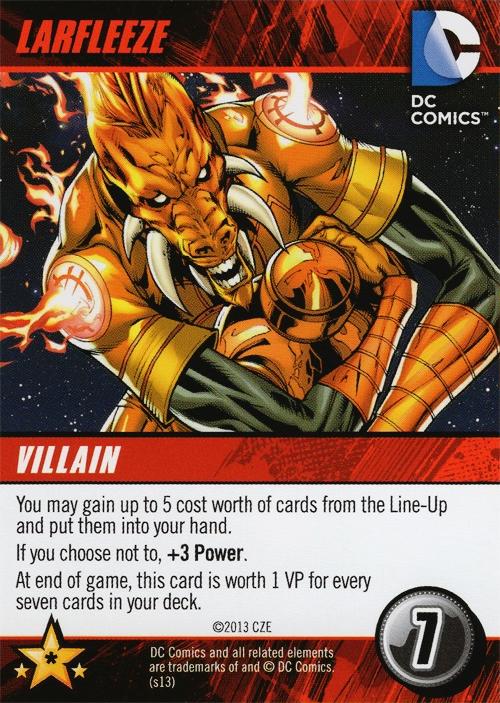 LARFLEEZE
DC
COMICS™
VILLAIN
You may gain up to 5 cost worth of cards from the Line-Up
and put them into your hand.
If you choose not to, +3 Power.
At end of game, this card is worth 1 VP for every
seven cards in your deck.
©2013 CZE
*
DC Comics and all related elements
are trademarks of and © DC Comics.
(s13)
7